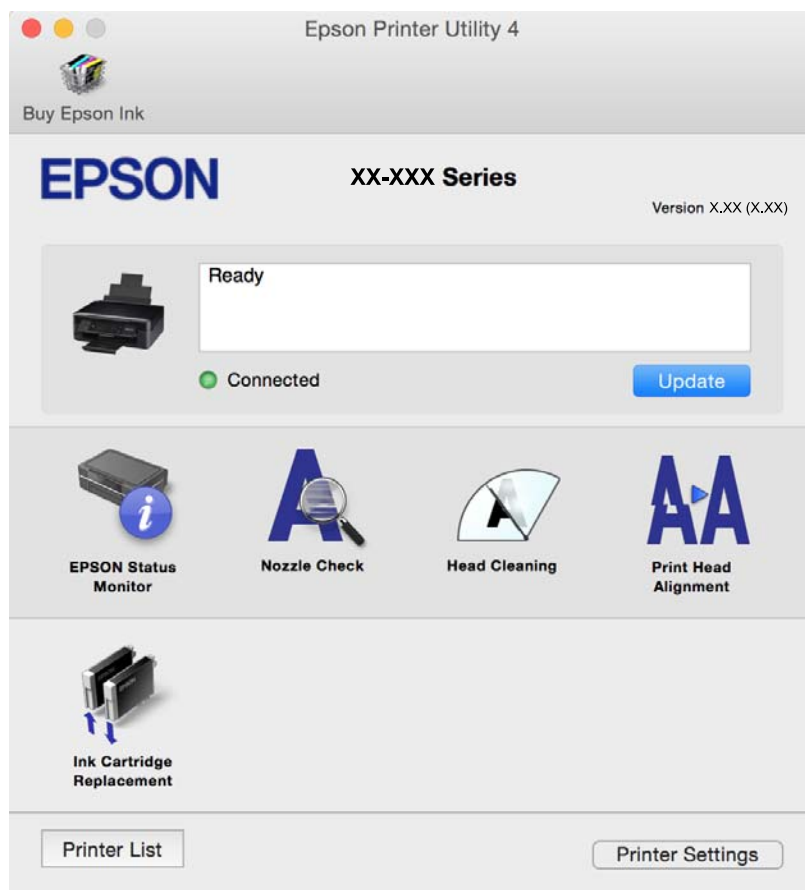 Epson Printer Utility 4
Buy Epson Ink
EPSON
XX-XXX Series
Version X.XX (X.XX)
Ready
Connected
Update
EPSON Status
Monitor
Nozzle Check
Head Cleaning
Print Head
Alignment
Ink Cartridge
Replacement
Printer List
Printer Settings